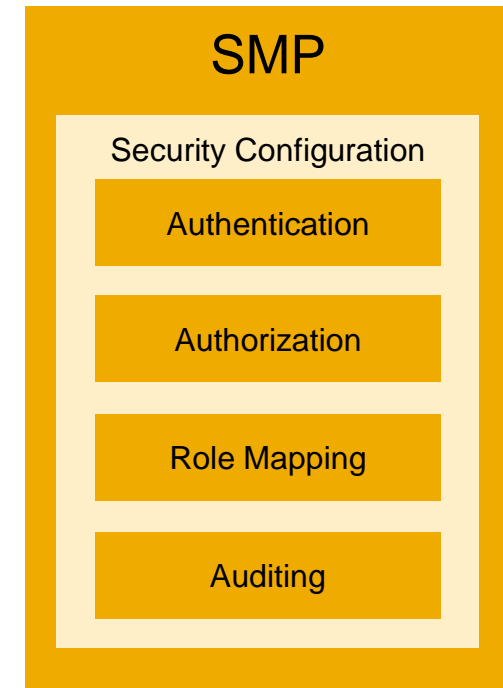 SMP
Security Configuration
Authentication
Authorization
Role Mapping
Auditing